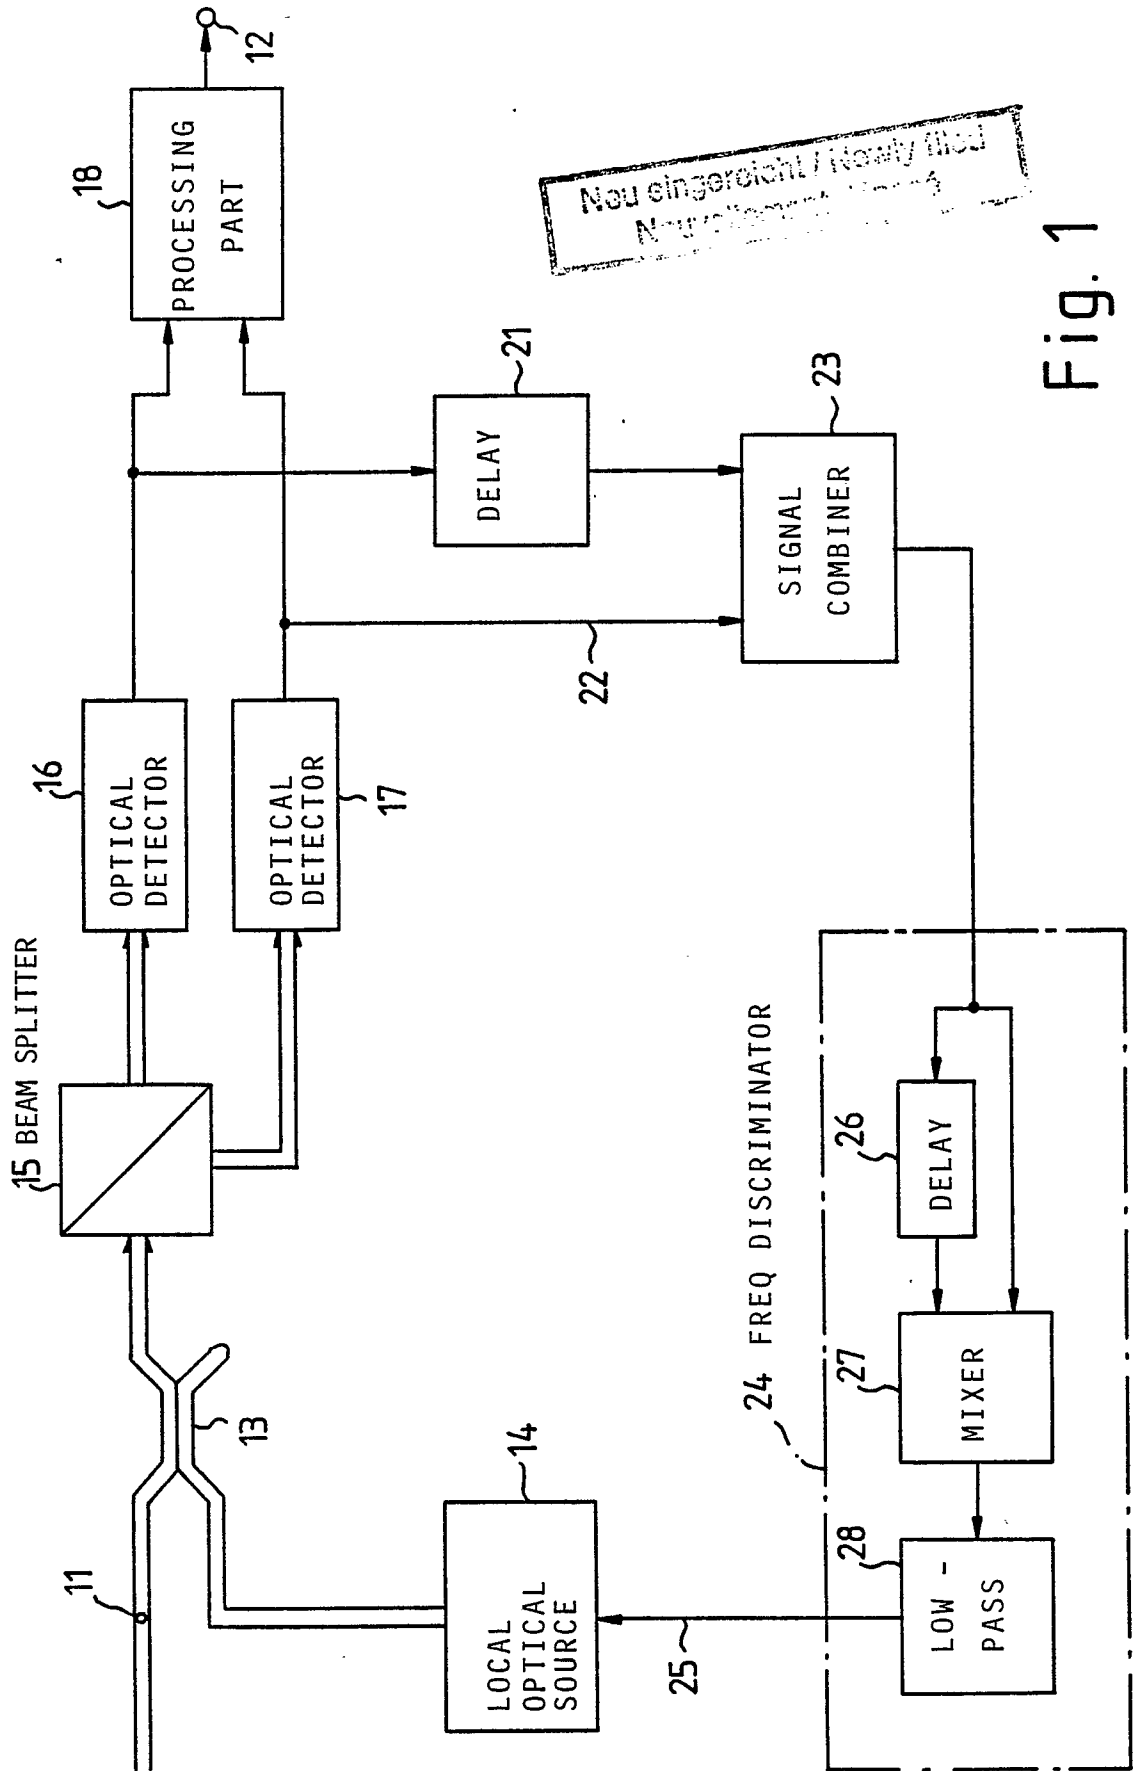 11
13
14
LOCAL
OPTICAL
SOURCE
15 BEAM SPLITTER
16
OPTICAL
DETECTOR
OPTICAL
DETECTOR
17
18
PROCESSING
PART
12
21
DELAY
22
23
SIGNAL
COMBINER
24 FREQ DISCRIMINATOR
25
26
DELAY
27
MIXER
28
LOW -
PASS
Neu eingereicht / Newly filed
Fig. 1